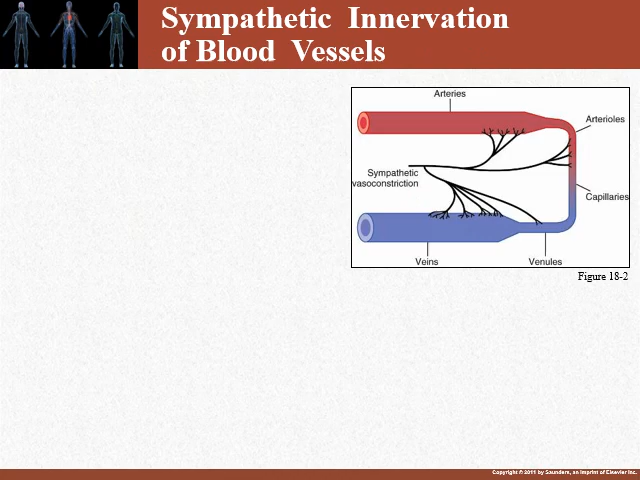 Sympathetic Innervation
of Blood Vessels
Arteries
Arterioles
Sympathetic
vasoconstriction
Capillaries
Veins
Venules
Figure 18-2
Copyright © 2011 by Saunders, an imprint of Elsevier Inc.